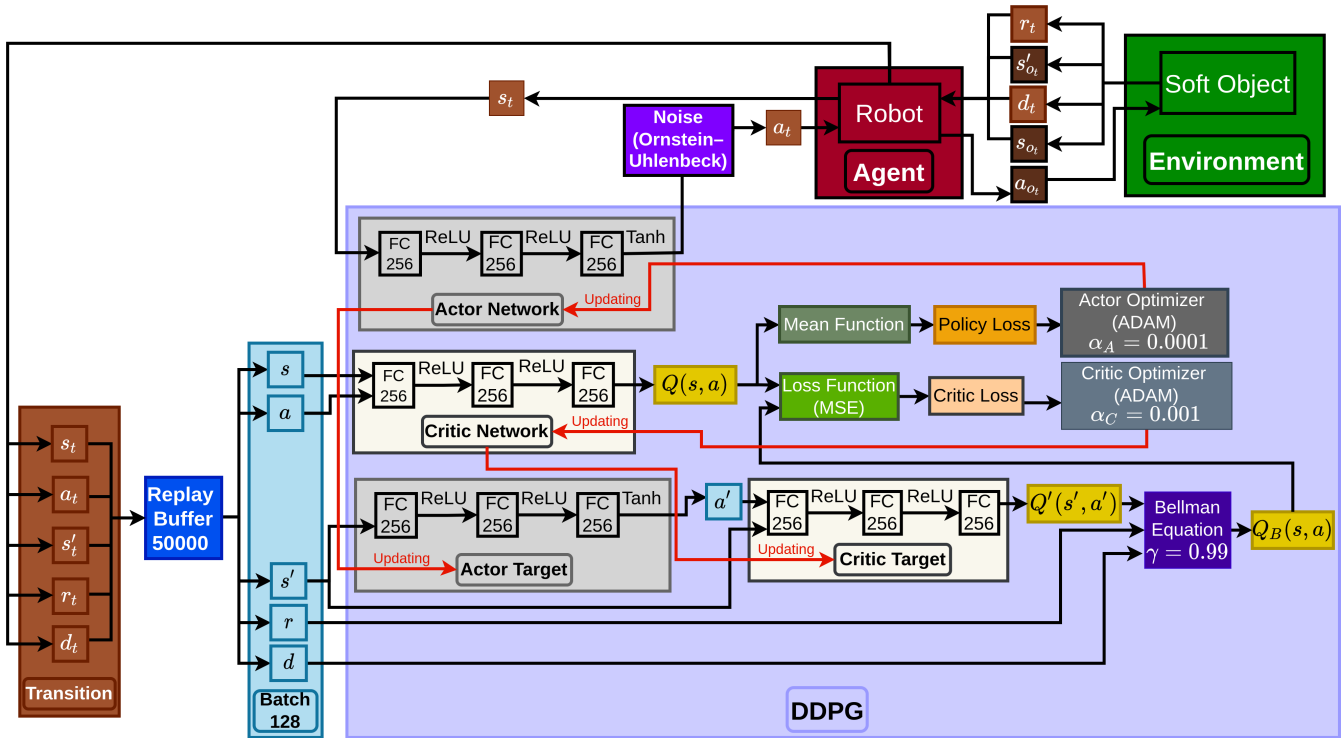 r_t
s'_{o_t}
d_t
s_{o_t}
a_{o_t}
Soft Object
Environment
Robot
Agent
s_t
Noise
(Ornstein–
Uhlenbeck)
a_t
FC
256
ReLU
FC
256
ReLU
FC
256
Tanh
Actor Network
Updating
Mean Function
Policy Loss
Actor Optimizer
(ADAM)
α_A = 0.0001
s
a
FC
256
ReLU
FC
256
ReLU
FC
256
Critic Network
Updating
Q(s, a)
Loss Function
(MSE)
Critic Loss
Critic Optimizer
(ADAM)
α_C = 0.001
s_t
a_t
s'_t
r_t
d_t
Transition
Replay
Buffer
50000
FC
256
ReLU
FC
256
ReLU
FC
256
Tanh
Updating
Actor Target
a'
FC
256
ReLU
FC
256
ReLU
FC
256
Updating
Critic Target
Q'(s', a')
Bellman
Equation
γ = 0.99
Q_B(s, a)
s'
r
d
Batch
128
DDPG